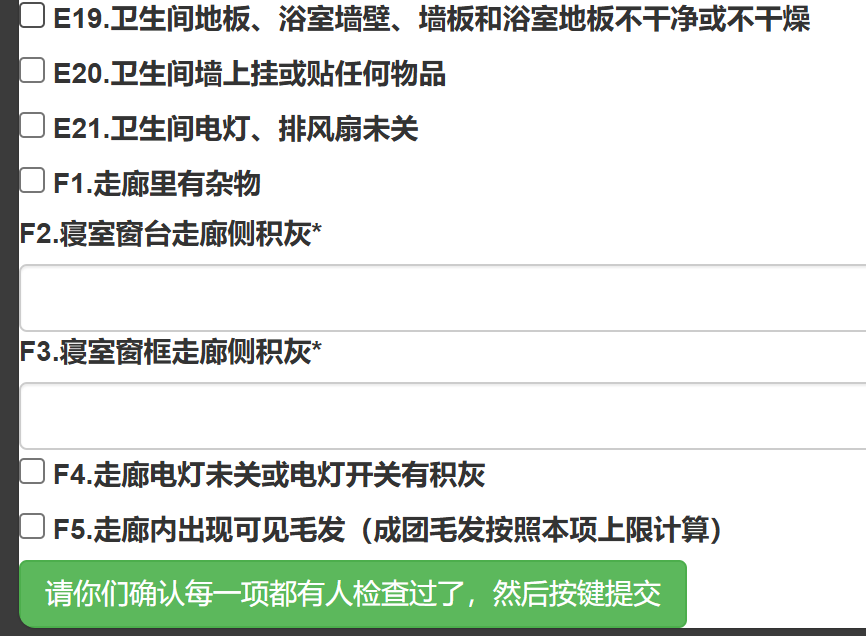 E19.卫生间地板、浴室墙壁、墙板和浴室地板不干净或不干燥
E20.卫生间墙上挂或贴任何物品
E21.卫生间电灯、排风扇未关
F1.走廊里有杂物
F2.寝室窗台走廊侧积灰*
F3.寝室窗框走廊侧积灰*
F4.走廊电灯未关或电灯开关有积灰
F5.走廊内出现可见毛发（成团毛发按照本项上限计算）
请你们确认每一项都有人检查过了，然后按键提交